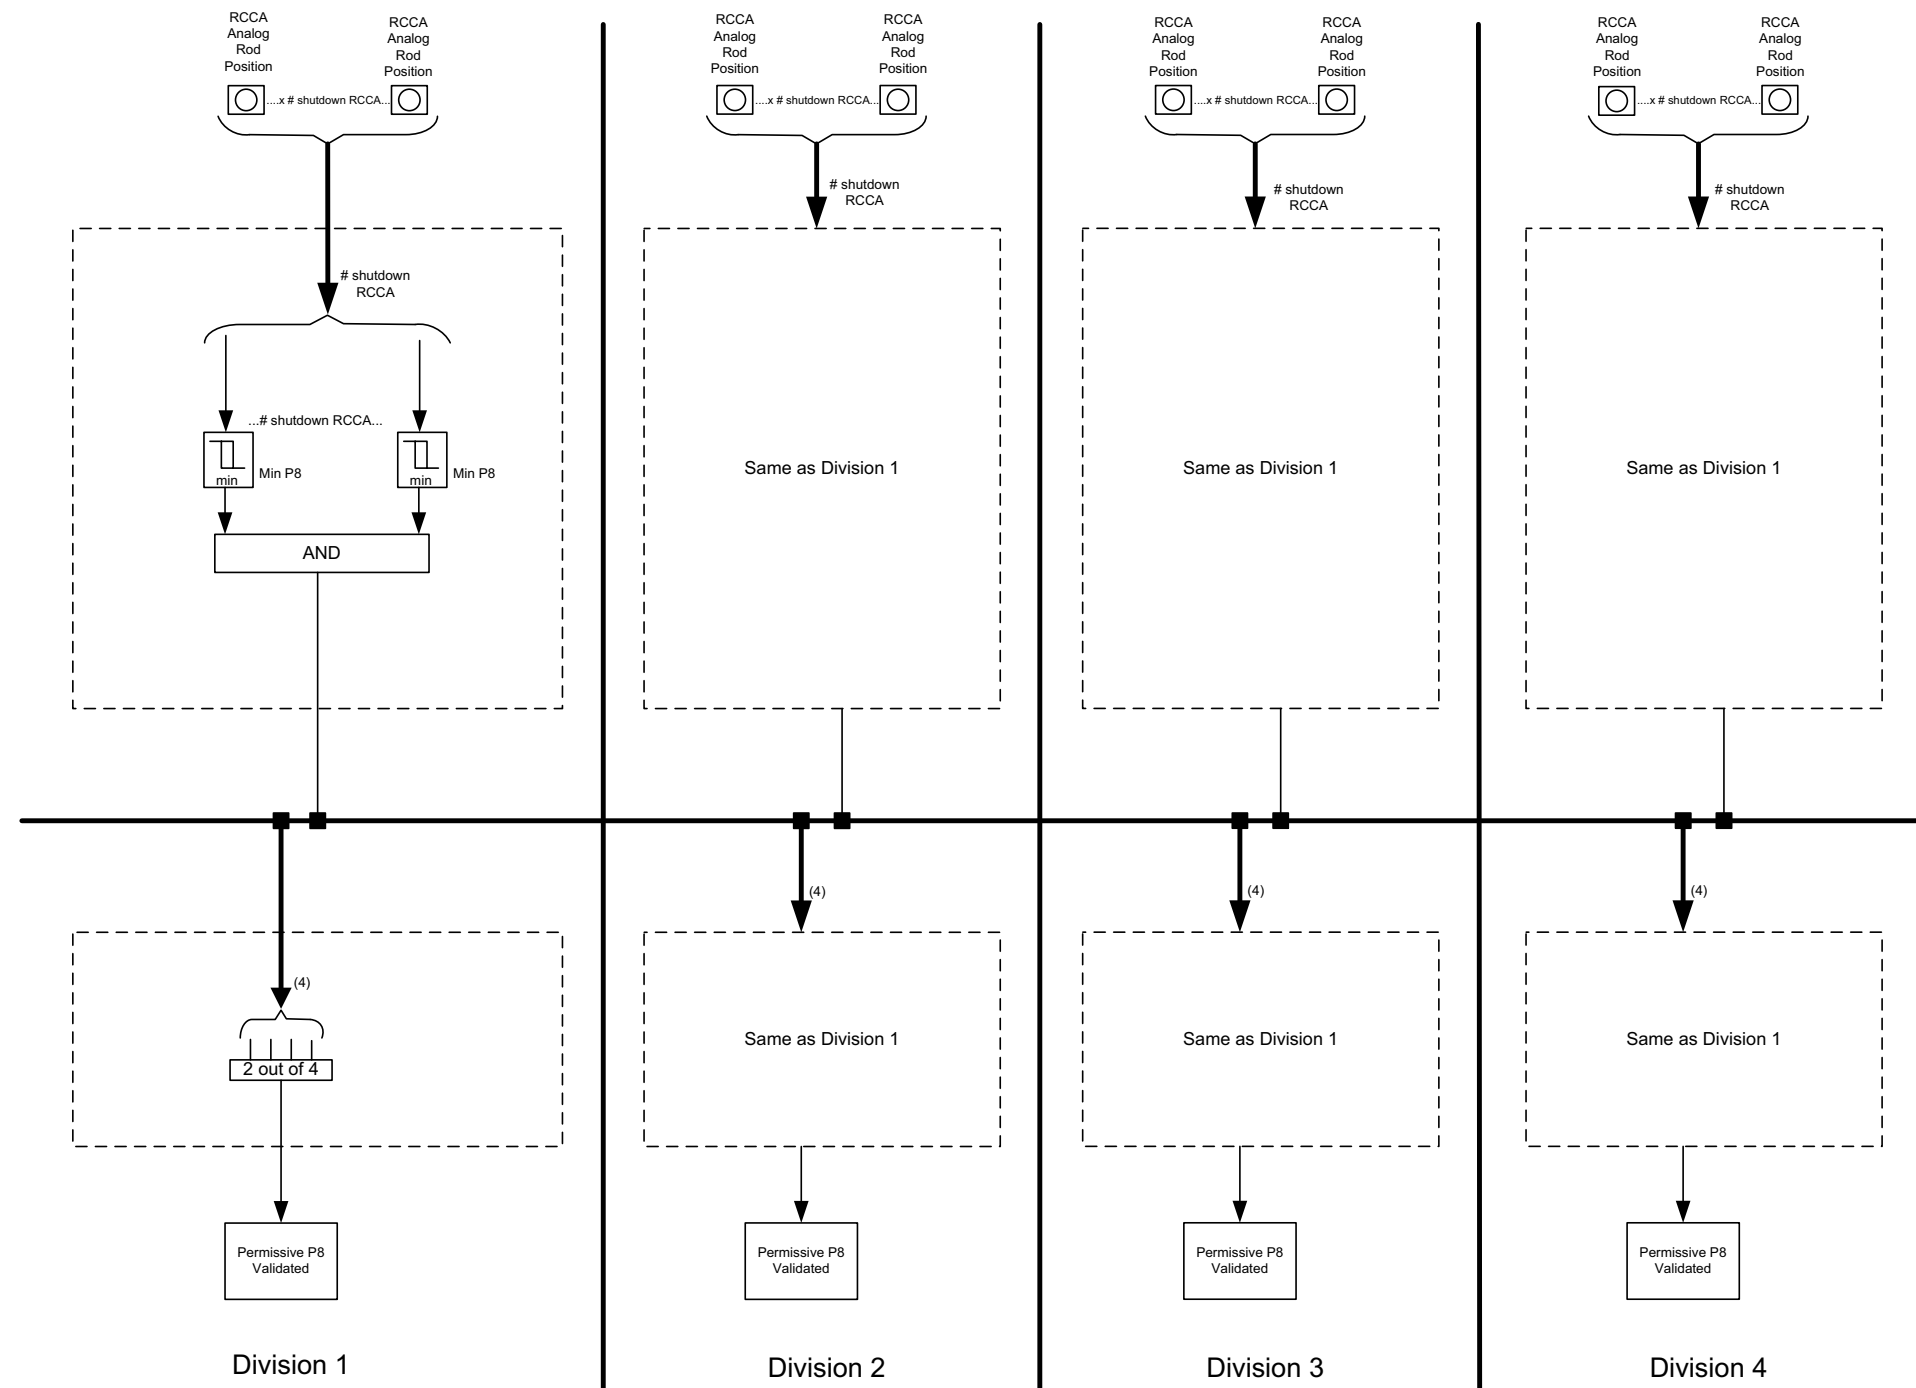 RCCA
Analog
Rod
Position
RCCA
Analog
Rod
Position
....x # shutdown RCCA...
# shutdown
RCCA
...# shutdown RCCA...
min
Min P8
min
Min P8
AND
(4)
2 out of 4
Permissive P8
Validated
Division 1
RCCA
Analog
Rod
Position
RCCA
Analog
Rod
Position
....x # shutdown RCCA...
# shutdown
RCCA
Same as Division 1
(4)
Same as Division 1
Permissive P8
Validated
Division 2
RCCA
Analog
Rod
Position
RCCA
Analog
Rod
Position
....x # shutdown RCCA...
# shutdown
RCCA
Same as Division 1
(4)
Same as Division 1
Permissive P8
Validated
Division 3
RCCA
Analog
Rod
Position
RCCA
Analog
Rod
Position
....x # shutdown RCCA...
# shutdown
RCCA
Same as Division 1
(4)
Same as Division 1
Permissive P8
Validated
Division 4